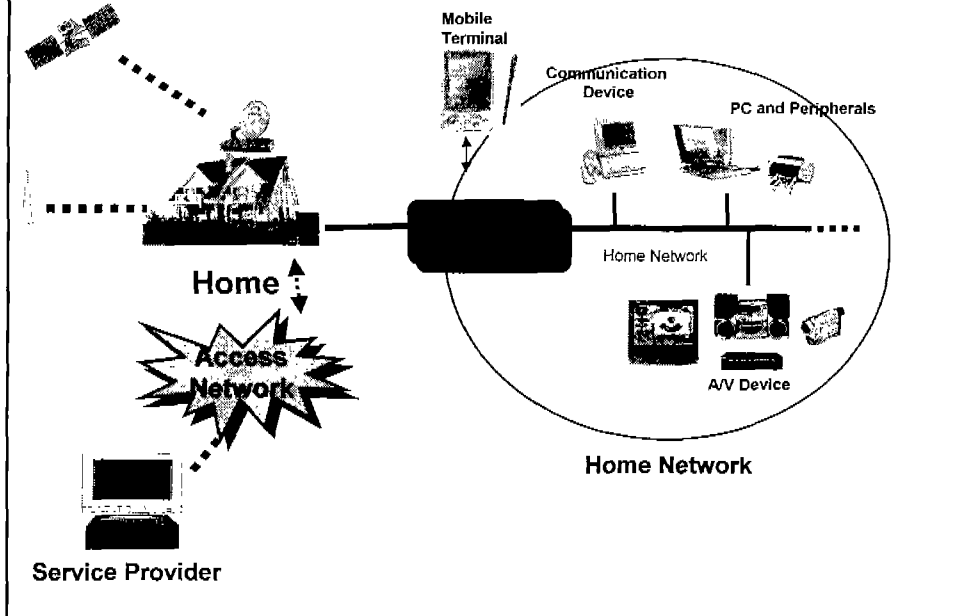 Mobile
Terminal
Communication
Device
PC and Peripherals
Home Network
Home
Access
Network
A/V Device
Home Network
Service Provider